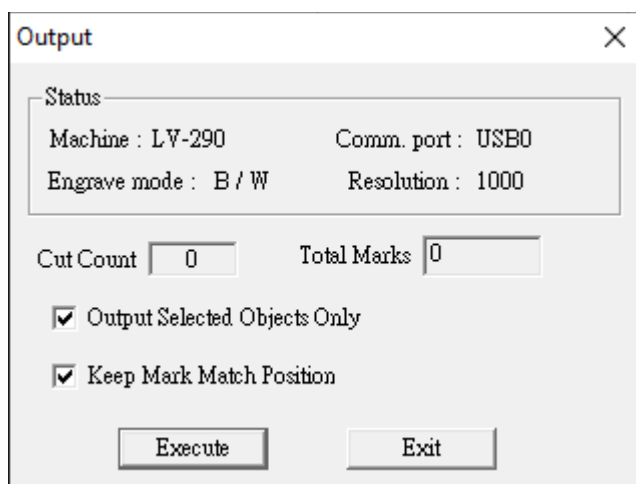 Output
Status
Machine : LV-290 Comm. port : USB0
Engrave mode : B / W Resolution : 1000
Cut Count 0 Total Marks 0
Output Selected Objects Only
Keep Mark Match Position
Execute Exit